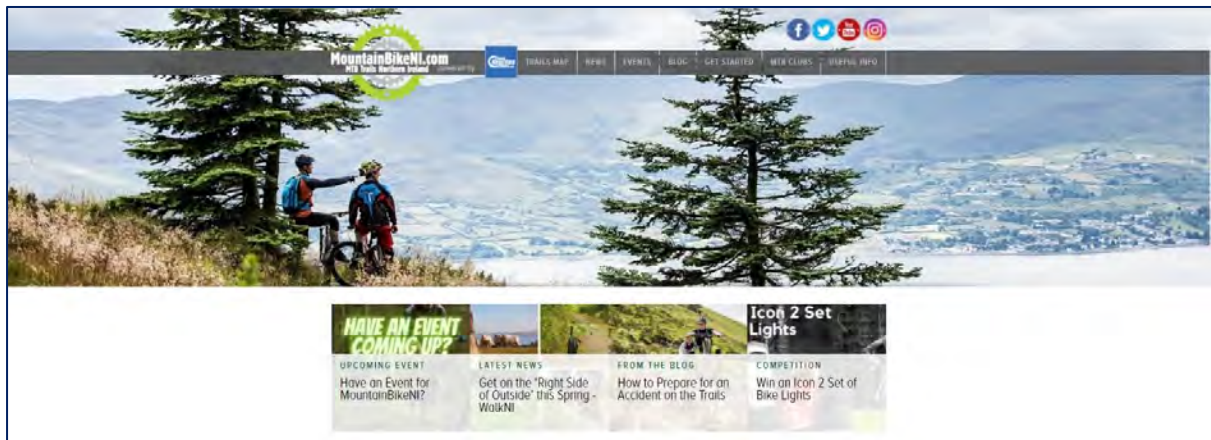 MountainBikeNI.com
MTB Trails Northern Ireland
powered by
TRAILS MAP
NEWS
EVENTS
BLOG
GET STARTED
MTB CLUBS
USEFUL INFO
HAVE AN EVENT
COMING UP?
UPCOMING EVENT
Have an Event for
MountainBikeNI?
LATEST NEWS
Get on the "Right Side
of Outside" this Spring -
WalkNI
FROM THE BLOG
How to Prepare for an
Accident on the Trails
Icon 2 Set
Lights
COMPETITION
Win an Icon 2 Set of
Bike Lights